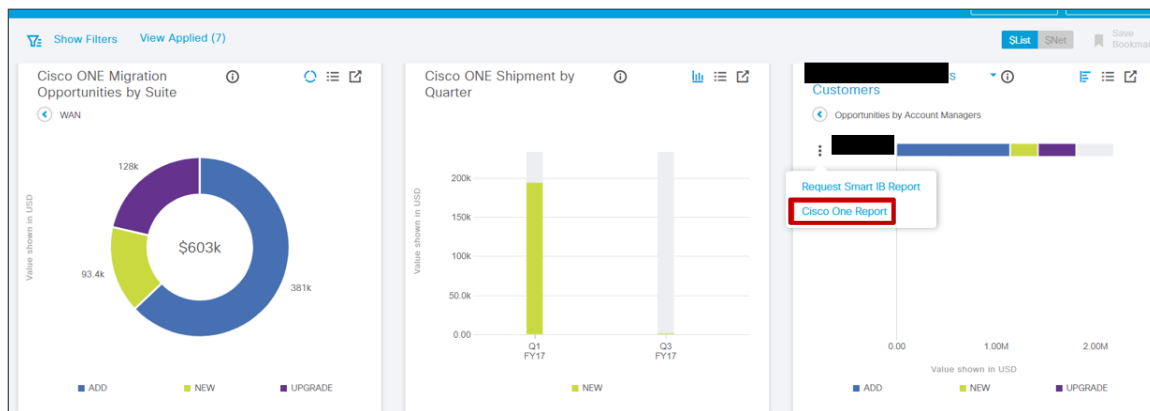 Show Filters
View Applied (7)
$List
$Net
Save
Bookmar
Cisco ONE Migration
Opportunities by Suite
WAN
Value shown in USD
128k
93.4k
$603k
381k
ADD
NEW
UPGRADE
Cisco ONE Shipment by
Quarter
Value shown in USD
200k
150k
100k
50.0k
0.00
Q1
FY17
Q3
FY17
NEW
s
Customers
Opportunities by Account Managers
Request Smart IB Report
Cisco One Report
0.00
1.00M
2.00M
Value shown in USD
ADD
NEW
UPGRADE